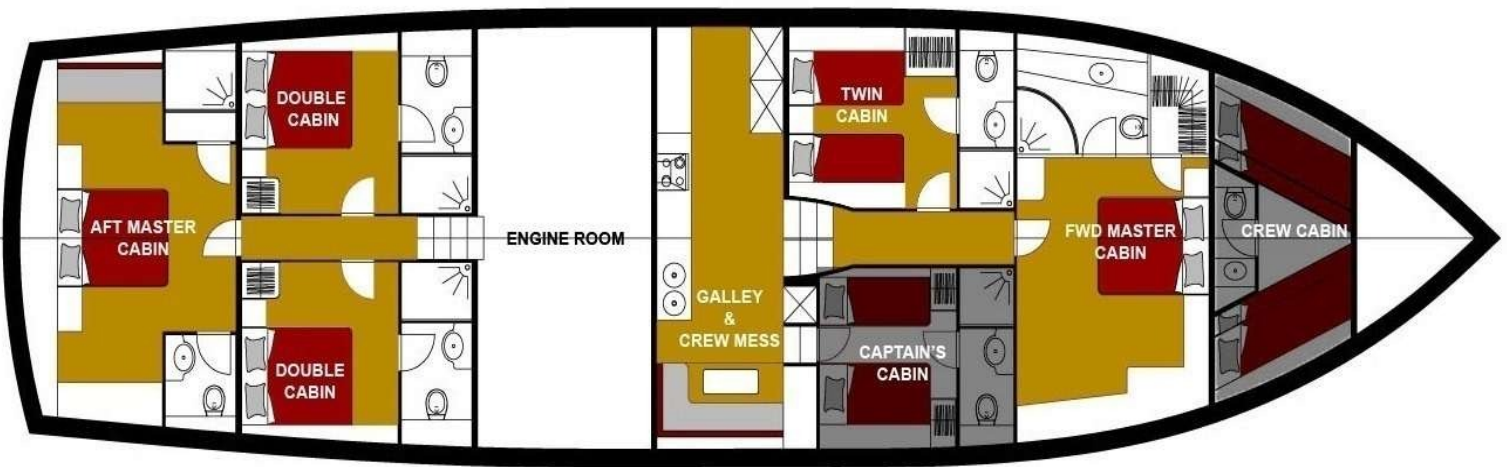 AFT MASTER
CABIN
DOUBLE
CABIN
DOUBLE
CABIN
ENGINE ROOM
GALLEY
&
CREW MESS
TWIN
CABIN
CAPTAIN'S
CABIN
FWD MASTER
CABIN
CREW CABIN